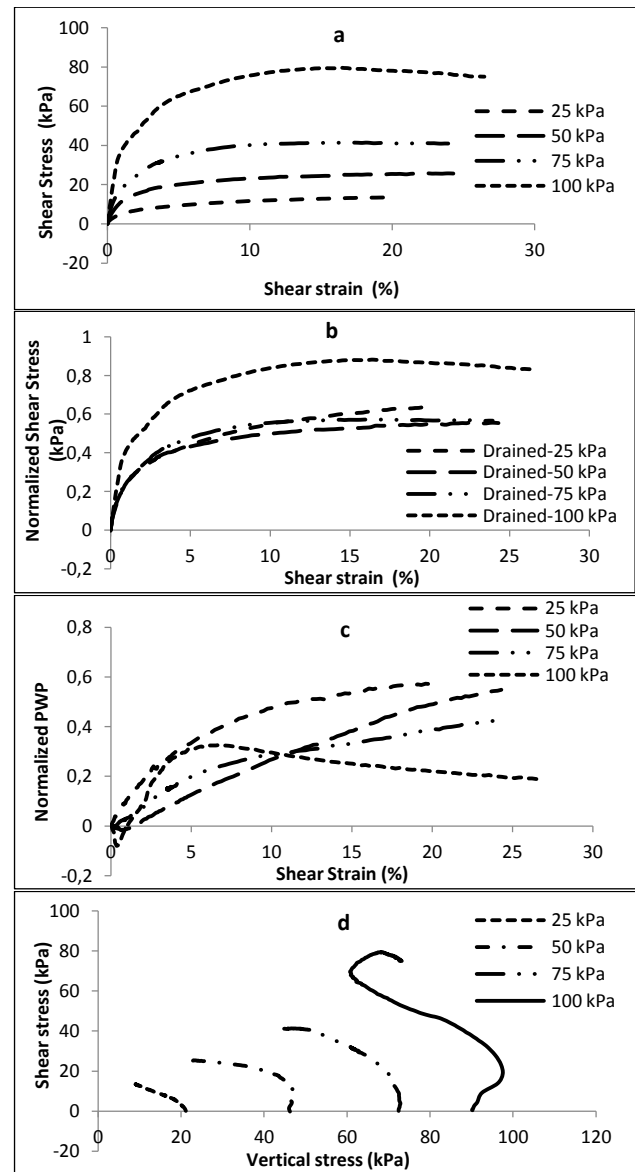 a
100
80
60
40
20
0
-20
0 10 20 30
Shear Stress (kPa)
Shear strain (%)
25 kPa
50 kPa
75 kPa
100 kPa
b
1
0,8
0,6
0,4
0,2
0
-0,2
0 5 10 15 20 25 30
Normalized Shear Stress
(kPa)
Shear strain (%)
Drained-25 kPa
Drained-50 kPa
Drained-75 kPa
Drained-100 kPa
c
0,8
0,6
0,4
0,2
0
0,2
0 5 10 15 20 25 30
Normalized PWP
Shear Strain (%)
25 kPa
50 kPa
75 kPa
100 kPa
d
100
80
60
40
20
0
-20
0 20 40 60 80 100 120
Shear stress (kPa)
Vertical stress (kPa)
25 kPa
50 kPa
75 kPa
100 kPa